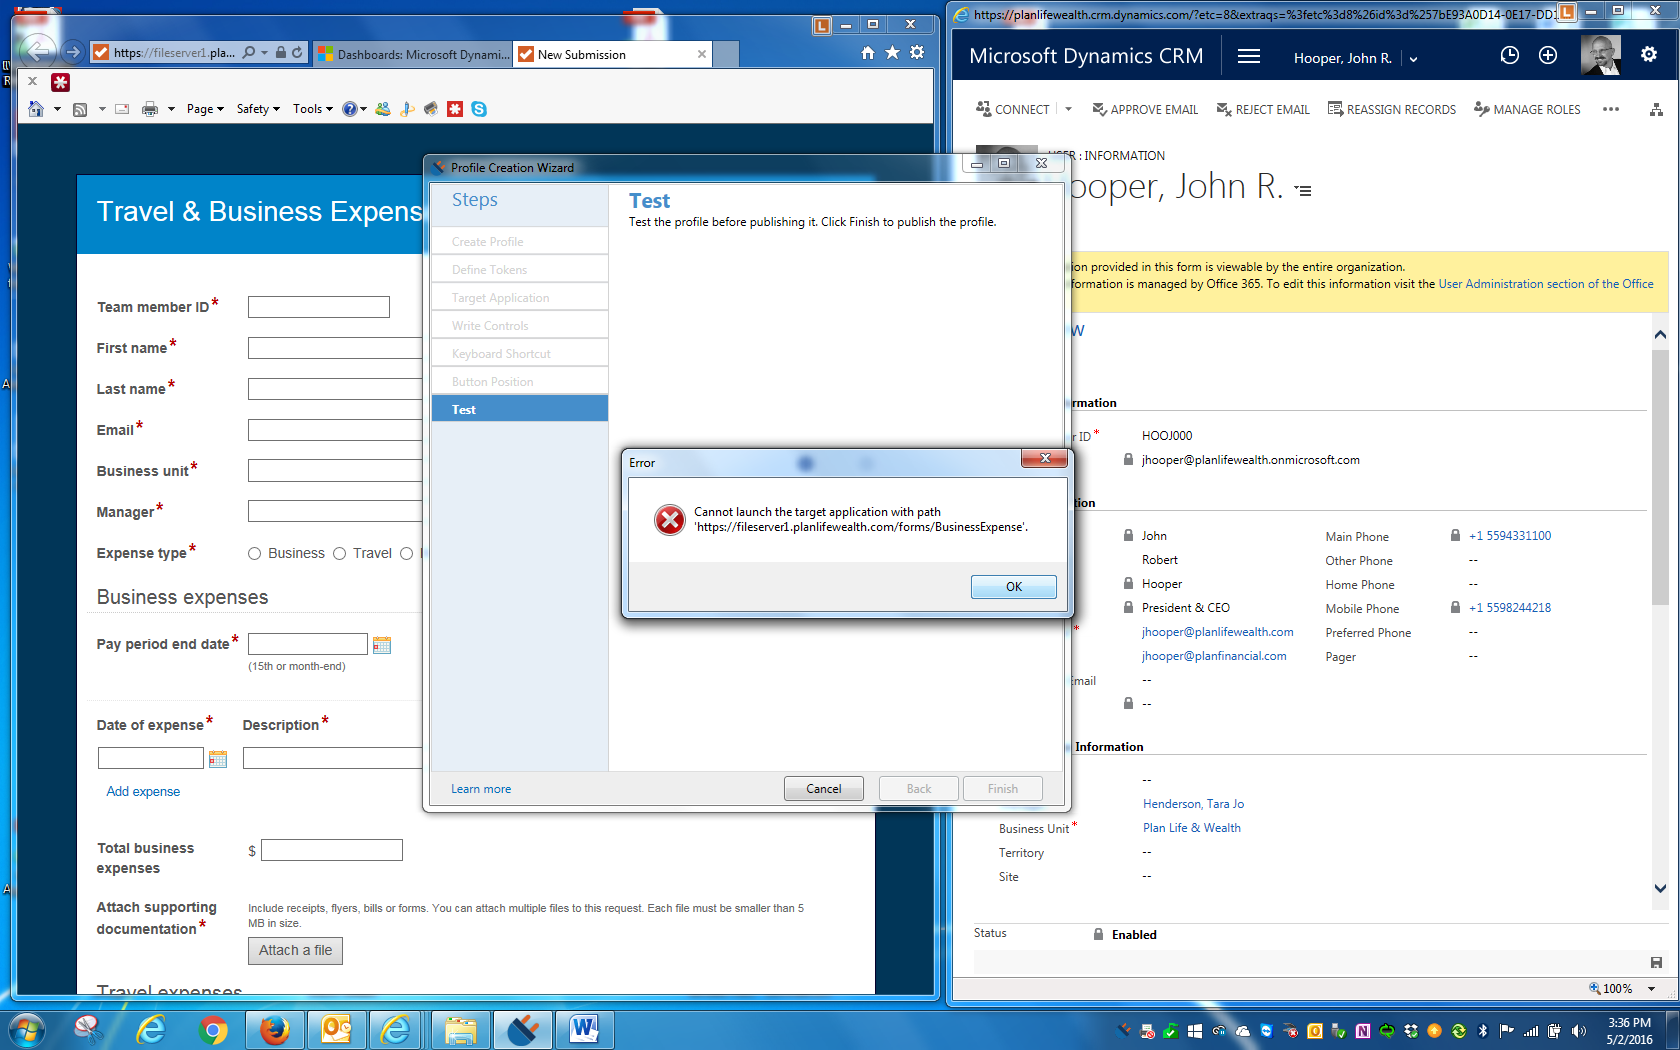 https://fileserver1.pla...
Dashboards: Microsoft Dynami...
New Submission
Page
Safety
Tools
Travel & Business Expens
Team member ID*
First name*
Last name*
Email*
Business unit*
Manager*
Expense type*
Business
Travel
Business expenses
Pay period end date*
(15th or month-end)
Date of expense*
Description*
Add expense
Total business
expenses
$
Attach supporting
documentation*
Include receipts, flyers, bills or forms. You can attach multiple files to this request. Each file must be smaller than 5
MB in size.
Attach a file
Travel expenses
Profile Creation Wizard
Steps
Create Profile
Define Tokens
Target Application
Write Controls
Keyboard Shortcut
Button Position
Test
Test
Test the profile before publishing it. Click Finish to publish the profile.
Learn more
Cancel
Back
Finish
Error
Cannot launch the target application with path
'https://fileserver1.planlifewealth.com/forms/BusinessExpense'.
OK
https://planlifewealth.crm.dynamics.com/?etc=8&extraqs=%3fetc%3d8%26id%3d%257bE93A0D14-0E17-DD1
Microsoft Dynamics CRM
Hooper, John R.
CONNECT
APPROVE EMAIL
REJECT EMAIL
REASSIGN RECORDS
MANAGE ROLES
USER : INFORMATION
ooper, John R.
ion provided in this form is viewable by the entire organization.
formation is managed by Office 365. To edit this information visit the User Administration section of the Office
W
rmation
r ID*
HOOJ000
jhooper@planlifewealth.onmicrosoft.com
tion
John
Main Phone
+1 5594331100
Robert
Other Phone
--
Hooper
Home Phone
--
President & CEO
Mobile Phone
+1 5598244218
*
jhooper@planlifewealth.com
Preferred Phone
--
jhooper@planfinancial.com
Pager
--
Email
--
--
Information
--
Henderson, Tara Jo
Business Unit*
Plan Life & Wealth
Territory
--
Site
--
Status
Enabled
100%
3:36 PM
5/2/2016